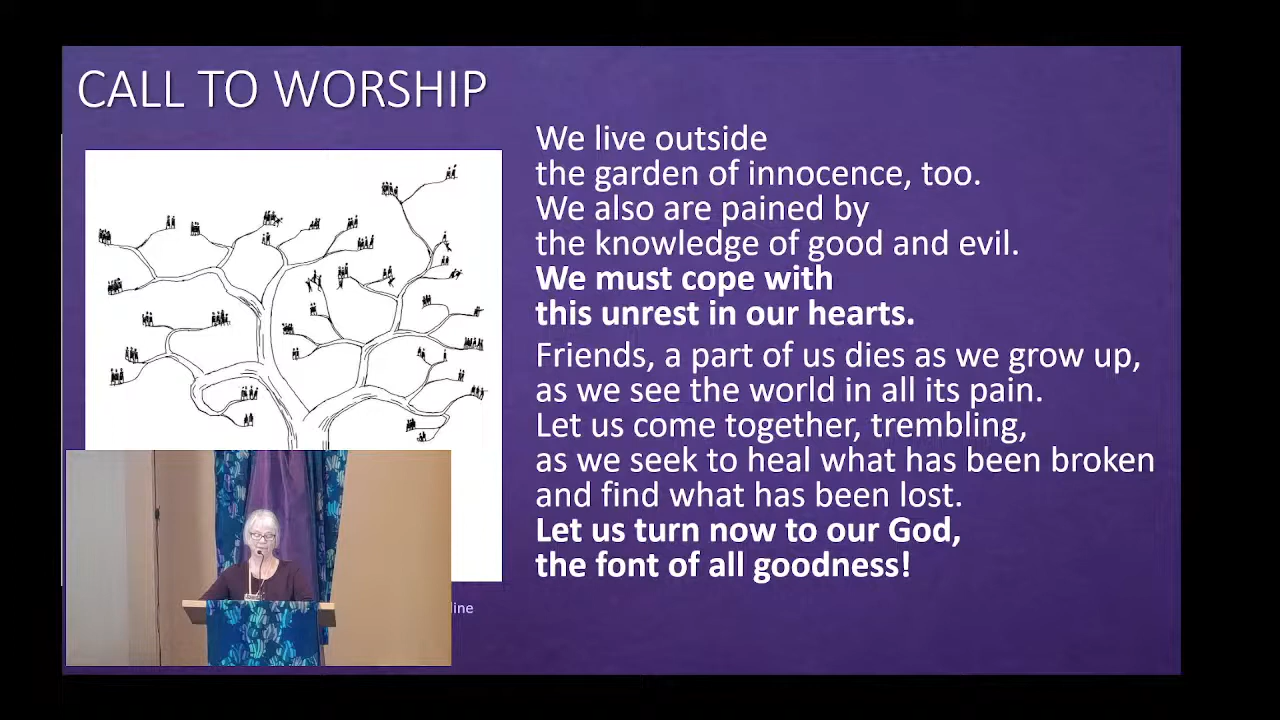 CALL TO WORSHIP
We live outside
the garden of innocence, too.
We also are pained by
the knowledge of good and evil.
We must cope with
this unrest in our hearts.
Friends, a part of us dies as we grow up,
as we see the world in all its pain.
Let us come together, trembling,
as we seek to heal what has been broken
and find what has been lost.
Let us turn now to our God,
the font of all goodness!